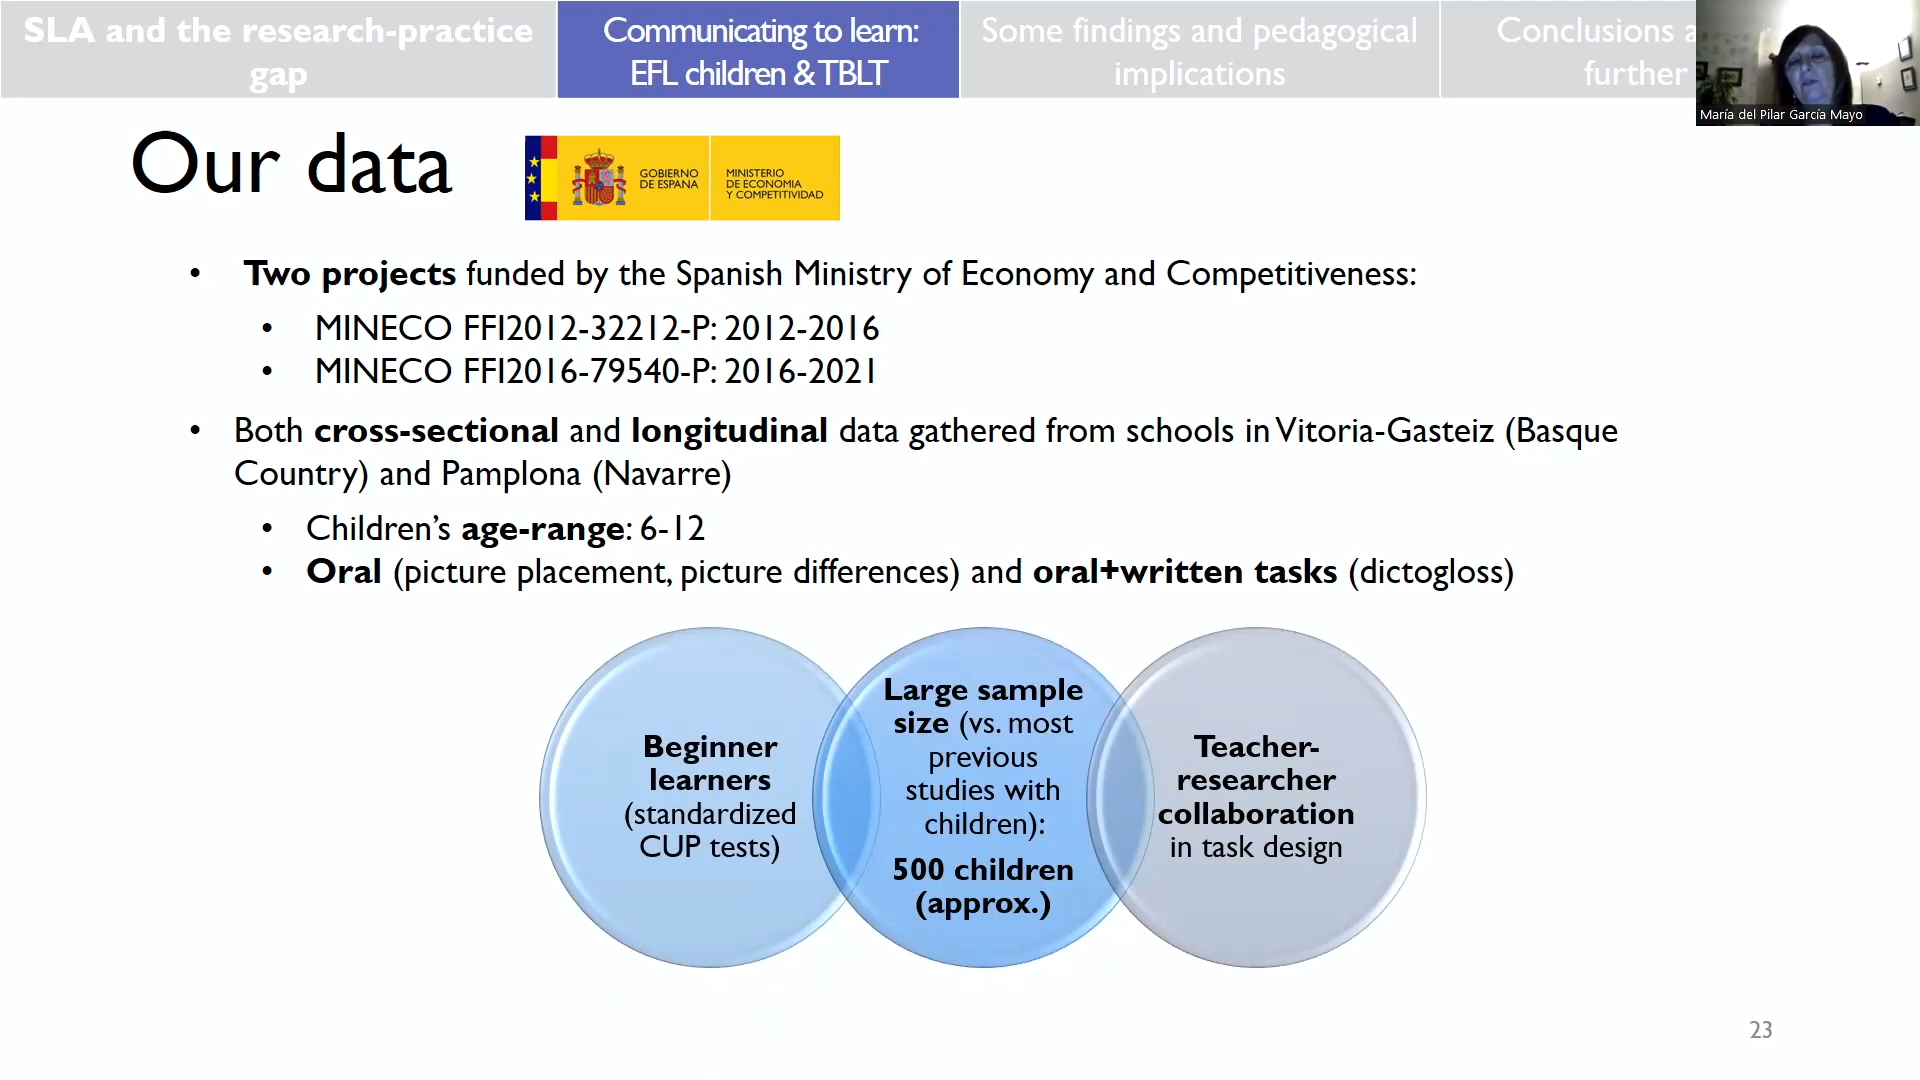 SLA and the research-practice
gap
Communicating to learn:
EFL children & TBLT
Some findings and pedagogical
implications
Conclusions
further
María del Pilar García Mayo
Our data
GOBIERNO
DE ESPAÑA
MINISTERIO
DE ECONOMIA
Y COMPETITIVIDAD
• Two projects funded by the Spanish Ministry of Economy and Competitiveness:
• MINECO FFI2012-32212-P: 2012-2016
• MINECO FFI2016-79540-P: 2016-2021
• Both cross-sectional and longitudinal data gathered from schools in Vitoria-Gasteiz (Basque
Country) and Pamplona (Navarre)
• Children’s age-range: 6-12
• Oral (picture placement, picture differences) and oral+written tasks (dictogloss)
Beginner
learners
(standardized
CUP tests)
Large sample
size (vs. most
previous
studies with
children):
500 children
(approx.)
Teacher-
researcher
collaboration
in task design
23